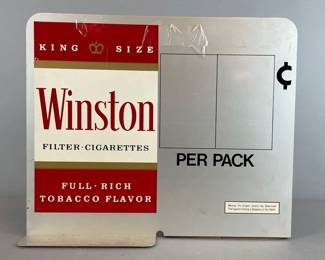 KING SIZE
Winston
FILTER·CIGARETTES
FULL·RICH
TOBACCO FLAVOR
¢
PER PACK